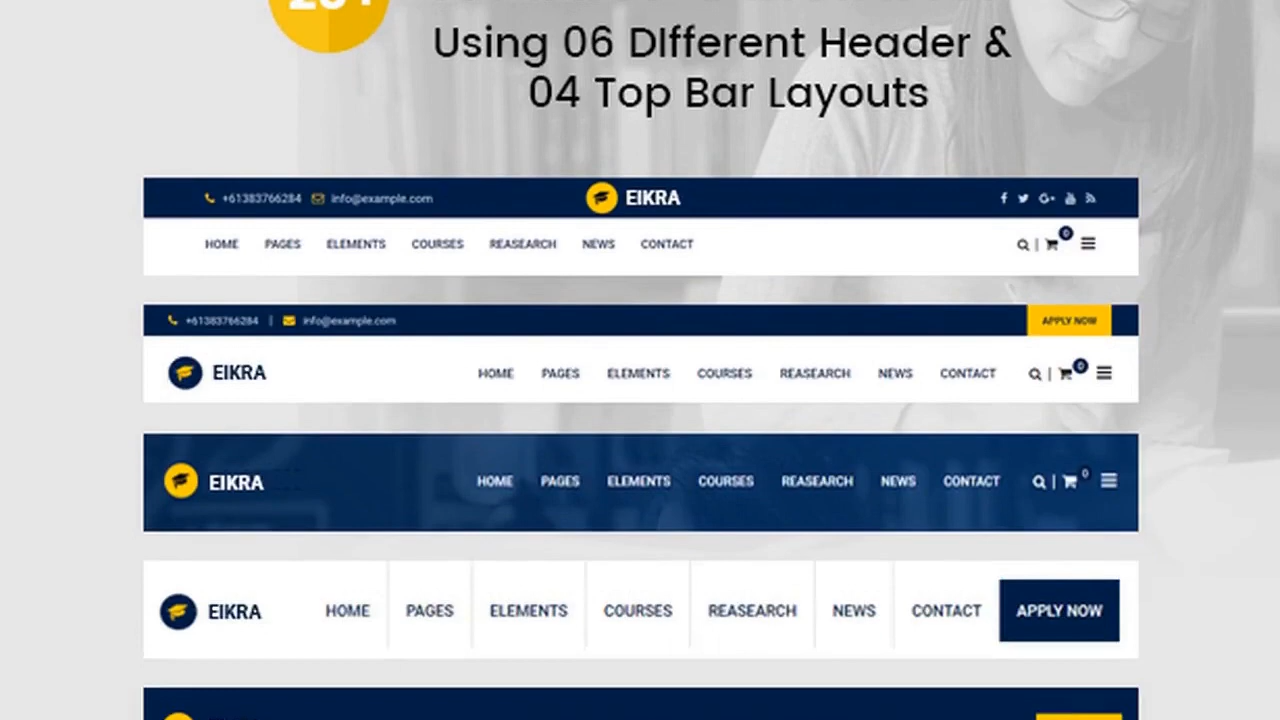 Using 06 DIfferent Header &
04 Top Bar Layouts
+61383766284 info@example.com EIKRA
HOME PAGES ELEMENTS COURSES REASEARCH NEWS CONTACT | 0
+61383766284 | info@example.com APPLY NOW
EIKRA HOME PAGES ELEMENTS COURSES REASEARCH NEWS CONTACT | 0
EIKRA HOME PAGES ELEMENTS COURSES REASEARCH NEWS CONTACT | 0
EIKRA HOME PAGES ELEMENTS COURSES REASEARCH NEWS CONTACT APPLY NOW